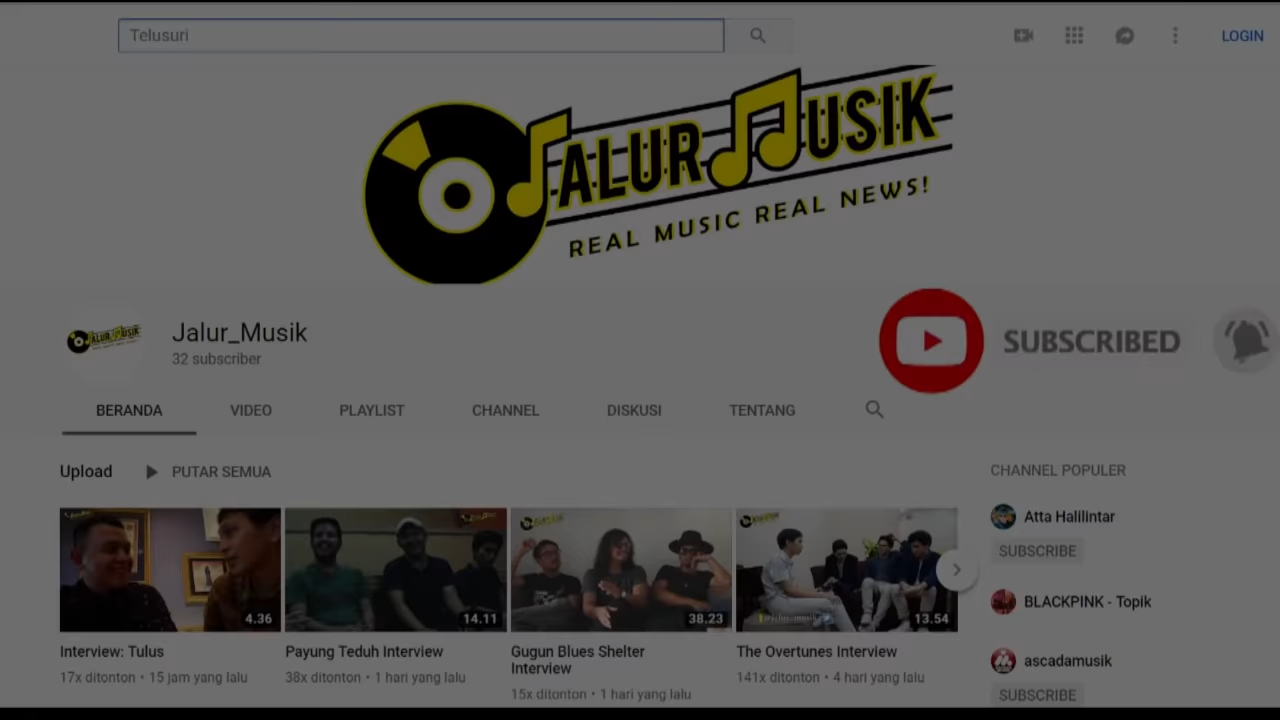 Telusuri
LOGIN
JALUR MUSIK
REAL MUSIC REAL NEWS!
JALUR MUSIK
Jalur_Musik
32 subscriber
SUBSCRIBED
BERANDA VIDEO PLAYLIST CHANNEL DISKUSI TENTANG
Upload PUTAR SEMUA
CHANNEL POPULER
4.36
14.11
38.23
@jalur_musik
13.54
Interview: Tulus
17x ditonton • 15 jam yang lalu
Payung Teduh Interview
38x ditonton • 1 hari yang lalu
Gugun Blues Shelter
Interview
15x ditonton • 1 hari yang lalu
The Overtunes Interview
141x ditonton • 4 hari yang lalu
Atta Halilintar
SUBSCRIBE
BLACKPINK - Topik
ascadamusik
SUBSCRIBE